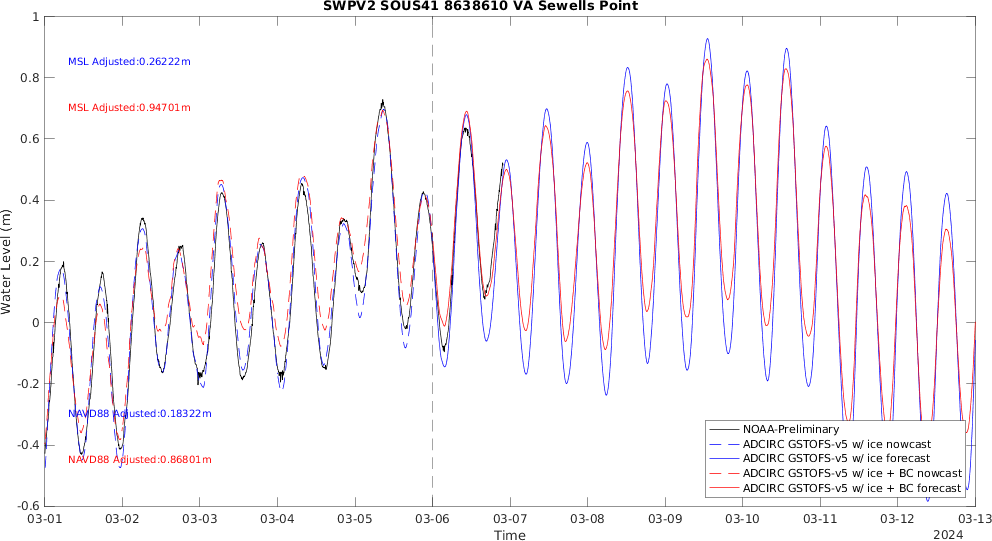 SWPV2 SOUS41 8638610 VA Sewells Point
1
0.8
0.6
0.4
0.2
0
-0.2
-0.4
-0.6
Water Level (m)
MSL Adjusted:0.26222m
MSL Adjusted:0.94701m
NAVD88 Adjusted:0.18322m
NAVD88 Adjusted:0.86801m
NOAA-Preliminary
ADCIRC GSTOFS-v5 w/ ice nowcast
ADCIRC GSTOFS-v5 w/ ice forecast
ADCIRC GSTOFS-v5 w/ ice + BC nowcast
ADCIRC GSTOFS-v5 w/ ice + BC forecast
03-01 03-02 03-03 03-04 03-05 03-06 03-07 03-08 03-09 03-10 03-11 03-12 03-13
Time
2024